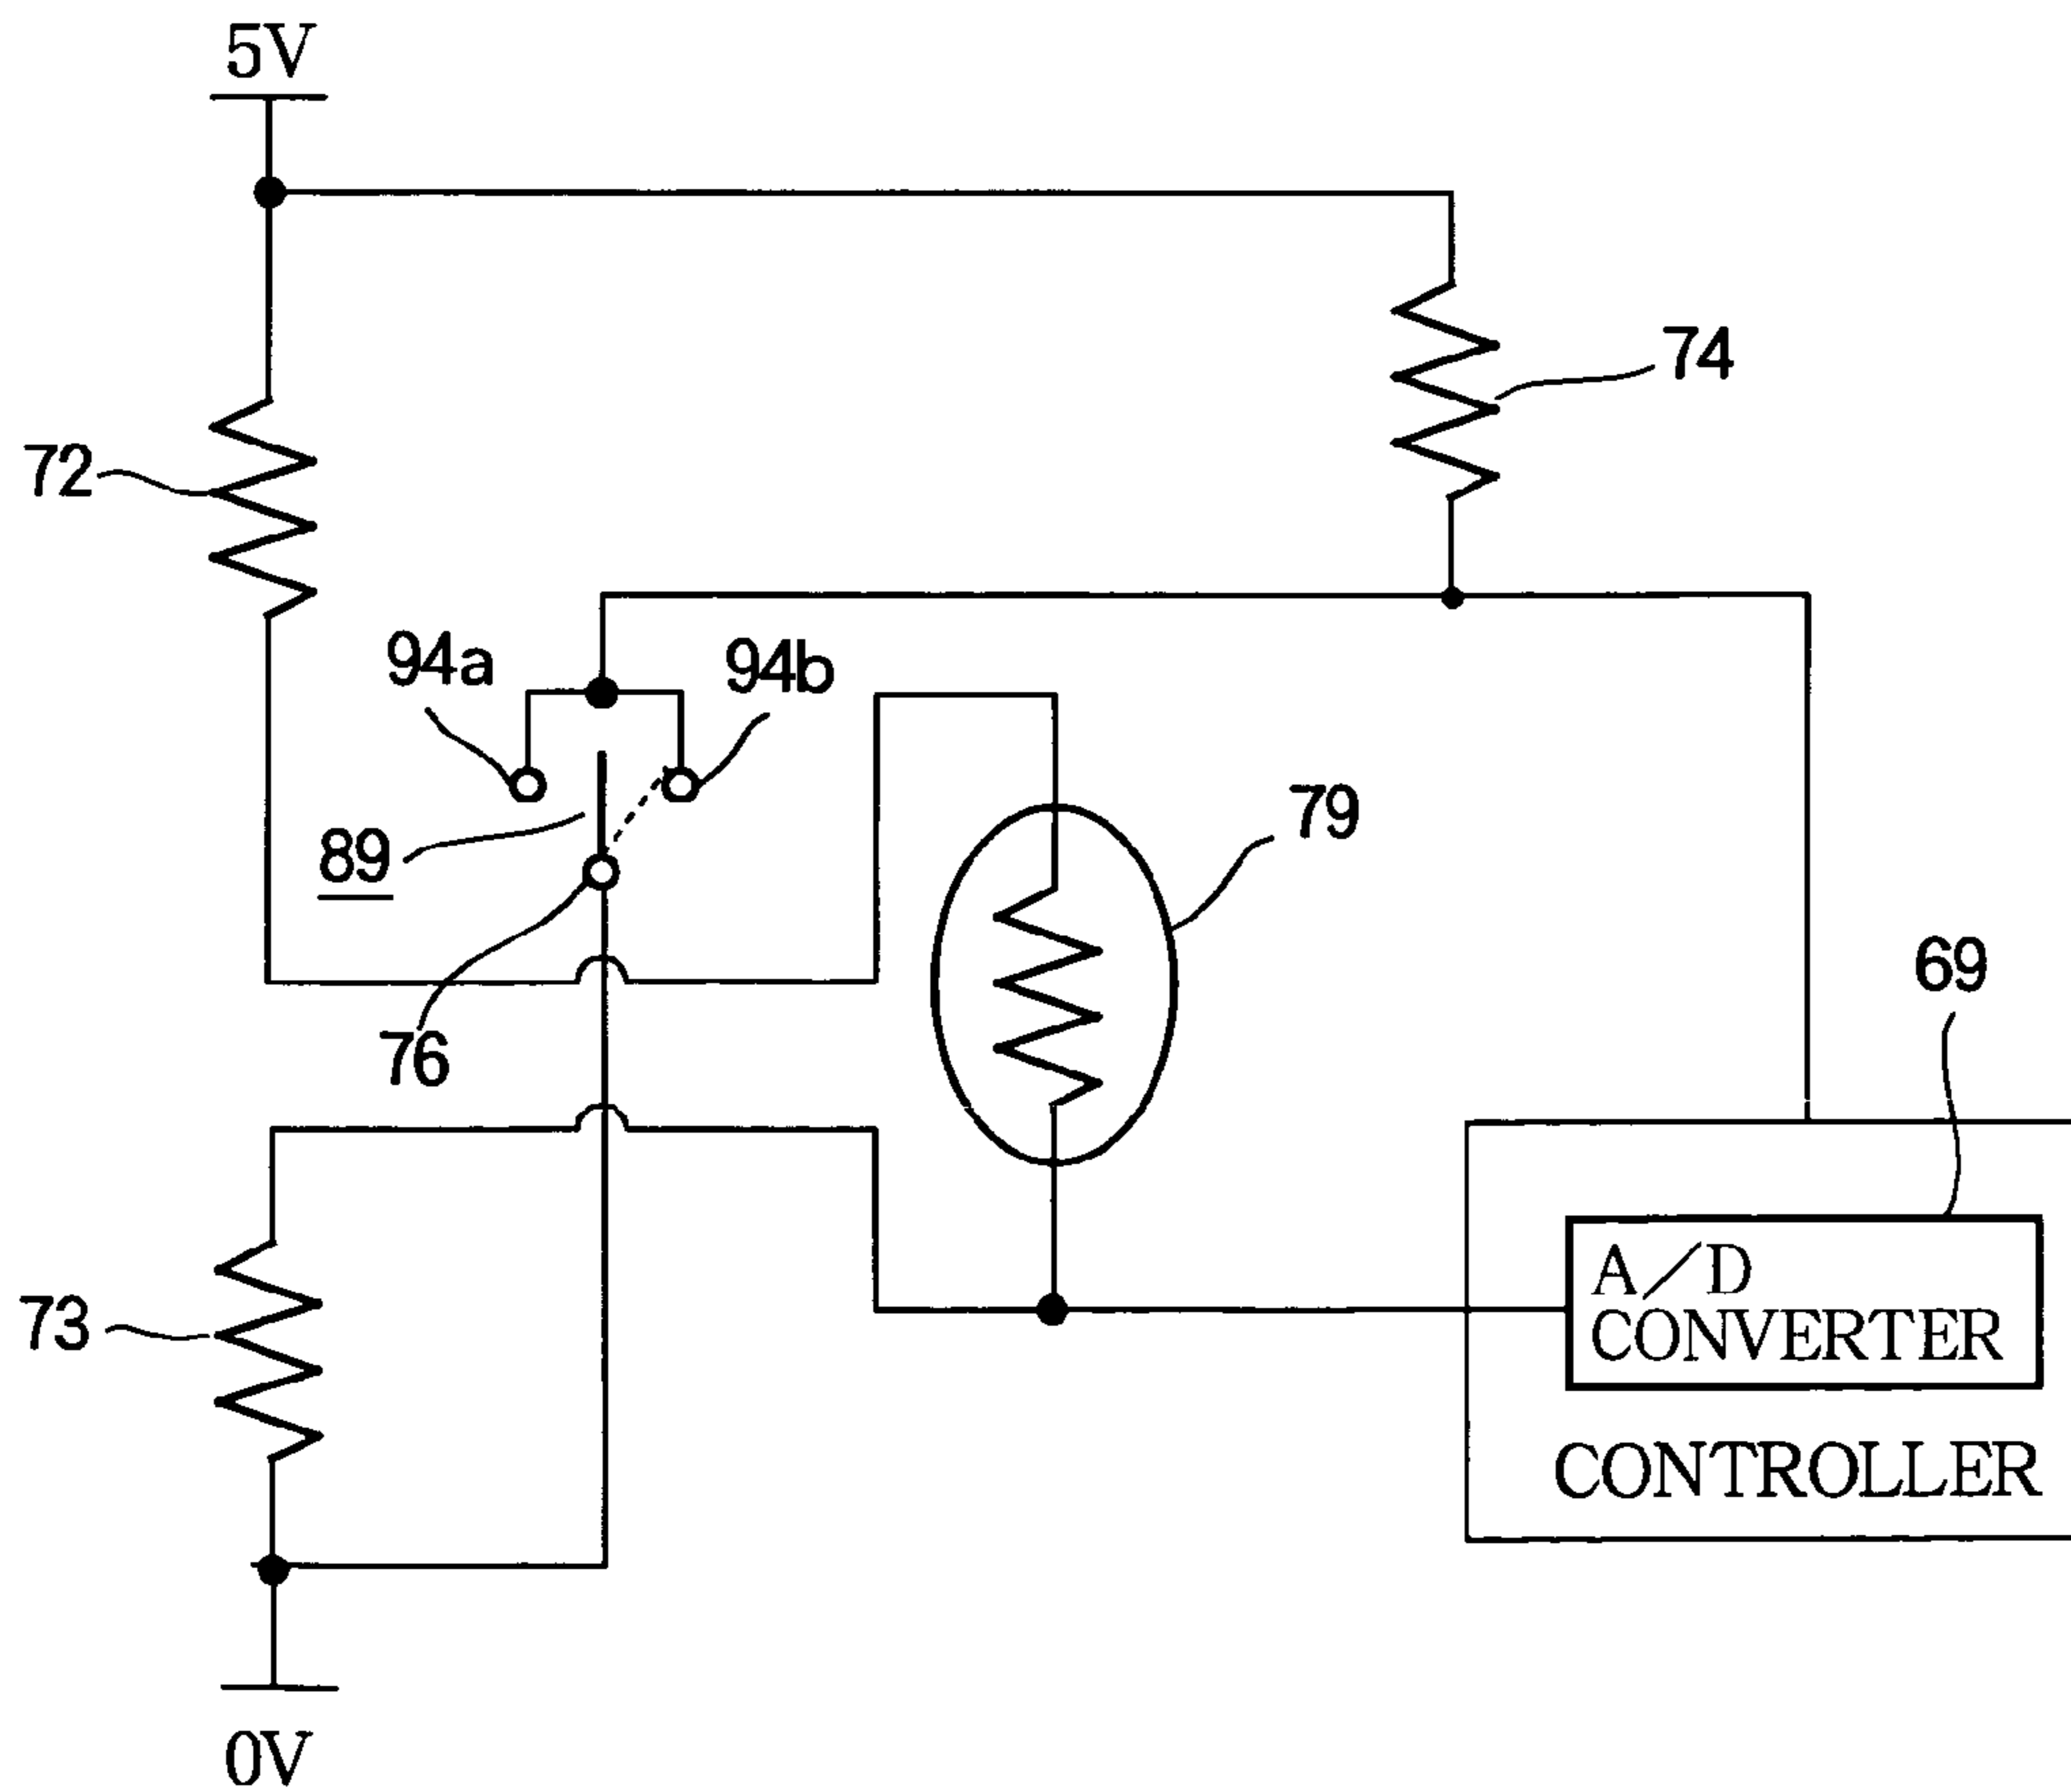 5V
74
72
94a
94b
79
89
69
76
A/D
CONVERTER
73
CONTROLLER
0V